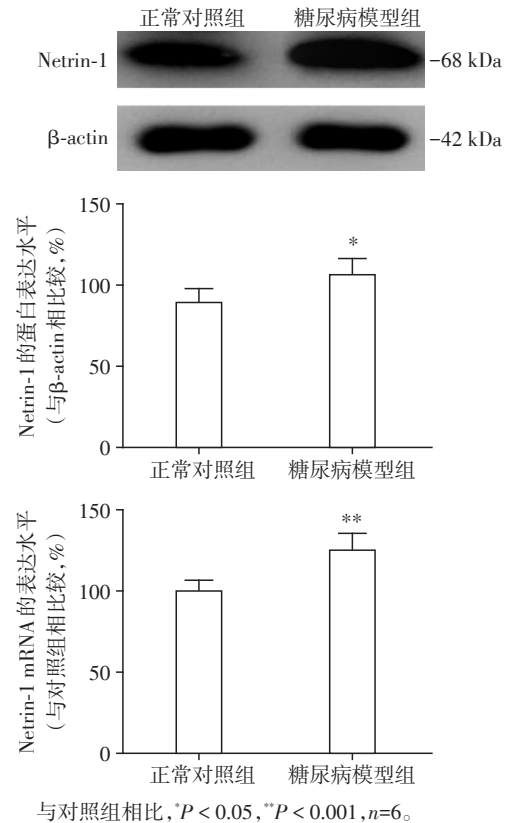 正常对照组 糖尿病模型组
Netrin-1 −68 kDa
β-actin −42 kDa
Netrin-1的蛋白表达水平
(与β-actin相比较,%)
150
100
50
0
*
正常对照组 糖尿病模型组
Netrin-1 mRNA的表达水平
(与对照组相比较,%)
150
100
50
0
**
正常对照组 糖尿病模型组
与对照组相比,*P < 0.05,**P < 0.001,n=6。